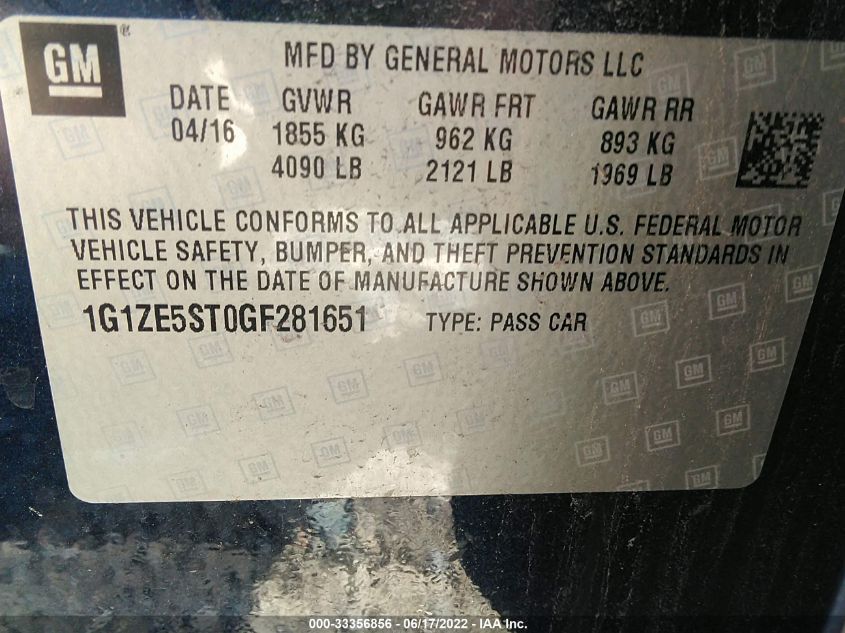 GM®
MFD BY GENERAL MOTORS LLC
DATE GVWR GAWR FRT GAWR RR
04/16 1855 KG 962 KG 893 KG
4090 LB 2121 LB 1969 LB
THIS VEHICLE CONFORMS TO ALL APPLICABLE U.S. FEDERAL MOTOR
VEHICLE SAFETY, BUMPER, AND THEFT PREVENTION STANDARDS IN
EFFECT ON THE DATE OF MANUFACTURE SHOWN ABOVE.
1G1ZE5ST0GF281651 TYPE: PASS CAR
000-33356856 - 06/17/2022 - IAA Inc.